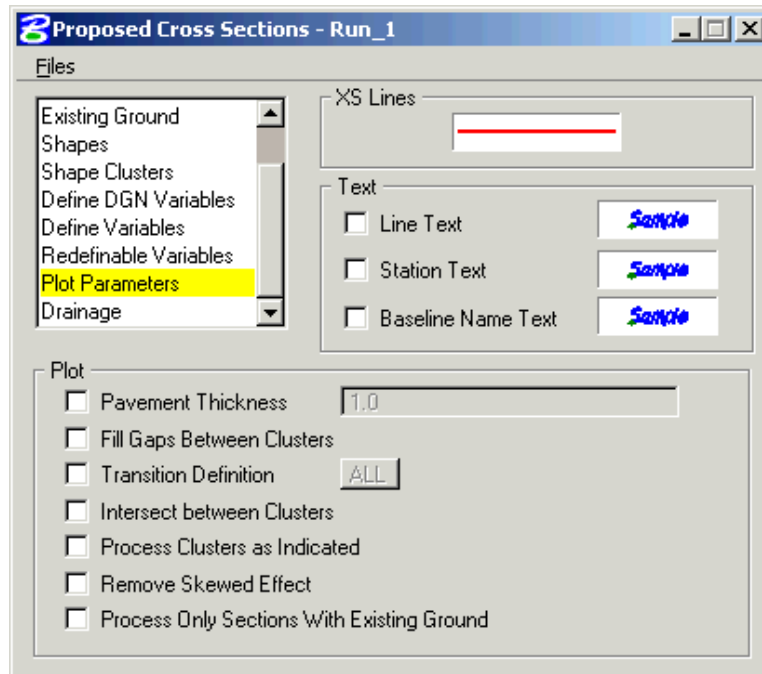 Proposed Cross Sections - Run_1
Files
Existing Ground
Shapes
Shape Clusters
Define DGN Variables
Define Variables
Redefinable Variables
Plot Parameters
Drainage
XS Lines
Text
Line Text
Sample
Station Text
Sample
Baseline Name Text
Sample
Plot
Pavement Thickness
1.0
Fill Gaps Between Clusters
Transition Definition
ALL
Intersect between Clusters
Process Clusters as Indicated
Remove Skewed Effect
Process Only Sections With Existing Ground